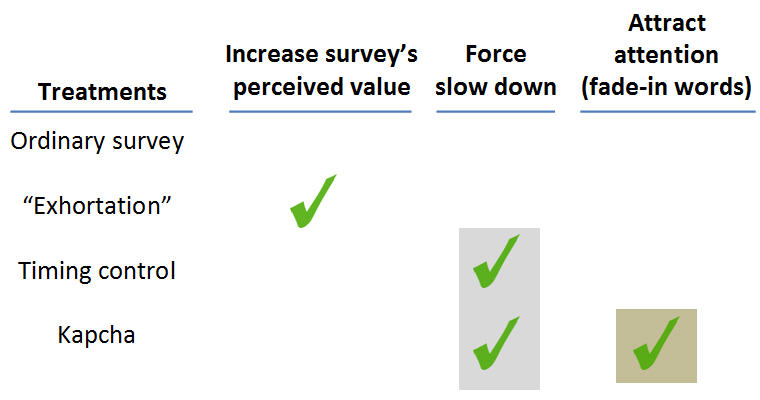 Treatments
Increase survey's
perceived value
Force
slow down
Attract
attention
(fade-in words)
Ordinary survey
“Exhortation”
Timing control
Kapcha